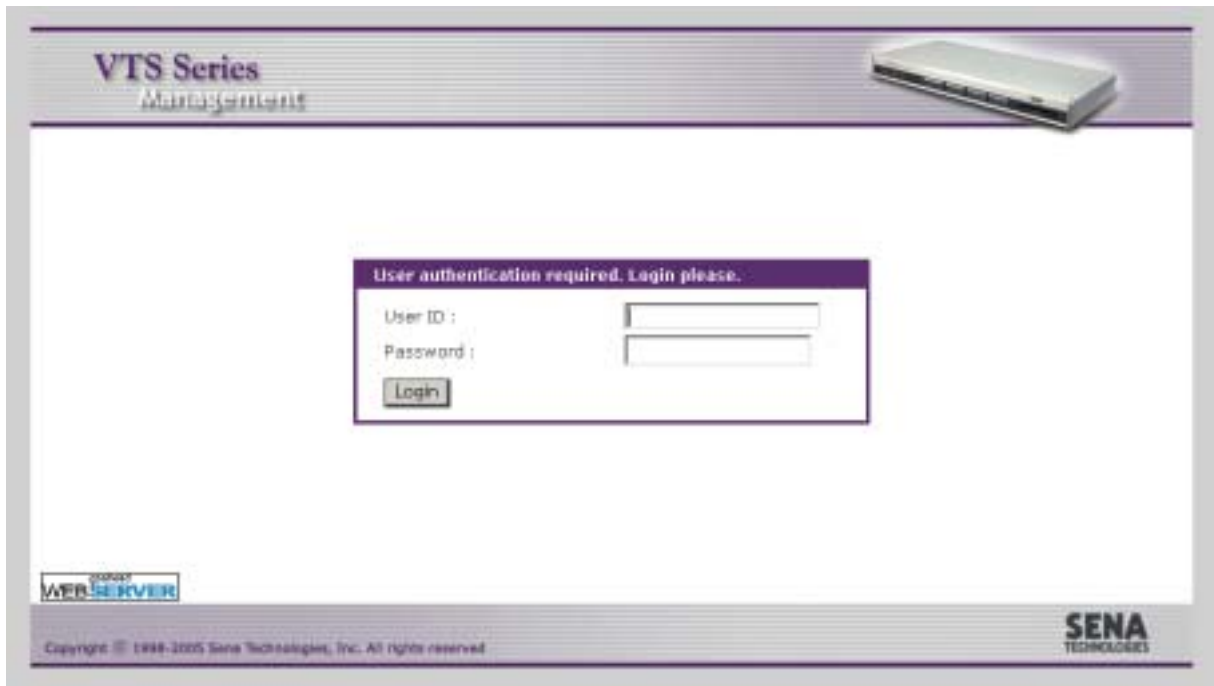 VTS Series
Management
User authentication required. Login please.
User ID :
Password :
Login
WEB SERVER
Copyright © 1998-2005 Sena Technologies, Inc. All rights reserved
SENA
TECHNOLOGIES